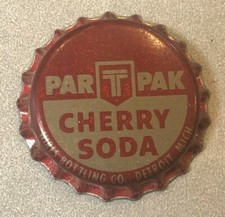 PAR T PAK
CHERRY
SODA
BOTTLING CO. DETROIT, MICH.